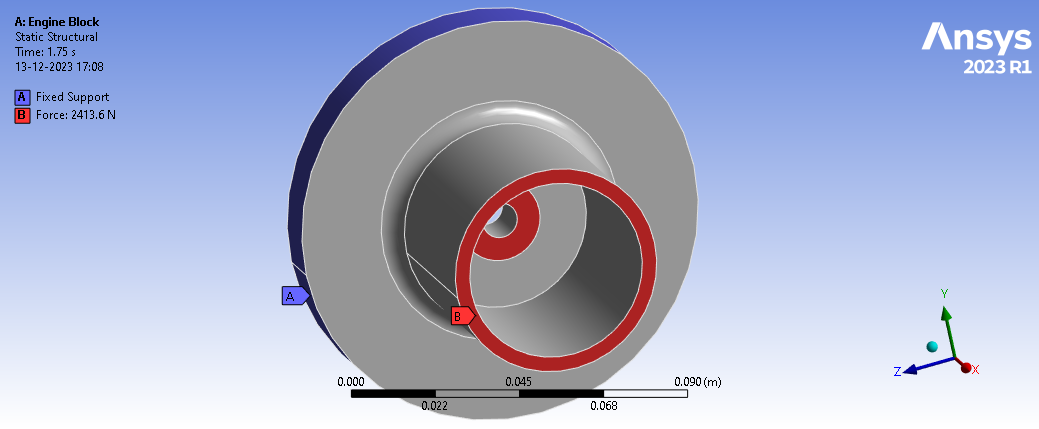 A: Engine Block
Static Structural
Time: 1.75 s
13-12-2023 17:08
A Fixed Support
B Force: 2413.6 N
Ansys
2023 R1
A
B
Y
Z
X
0.000 0.045 0.090 (m)
0.022 0.068